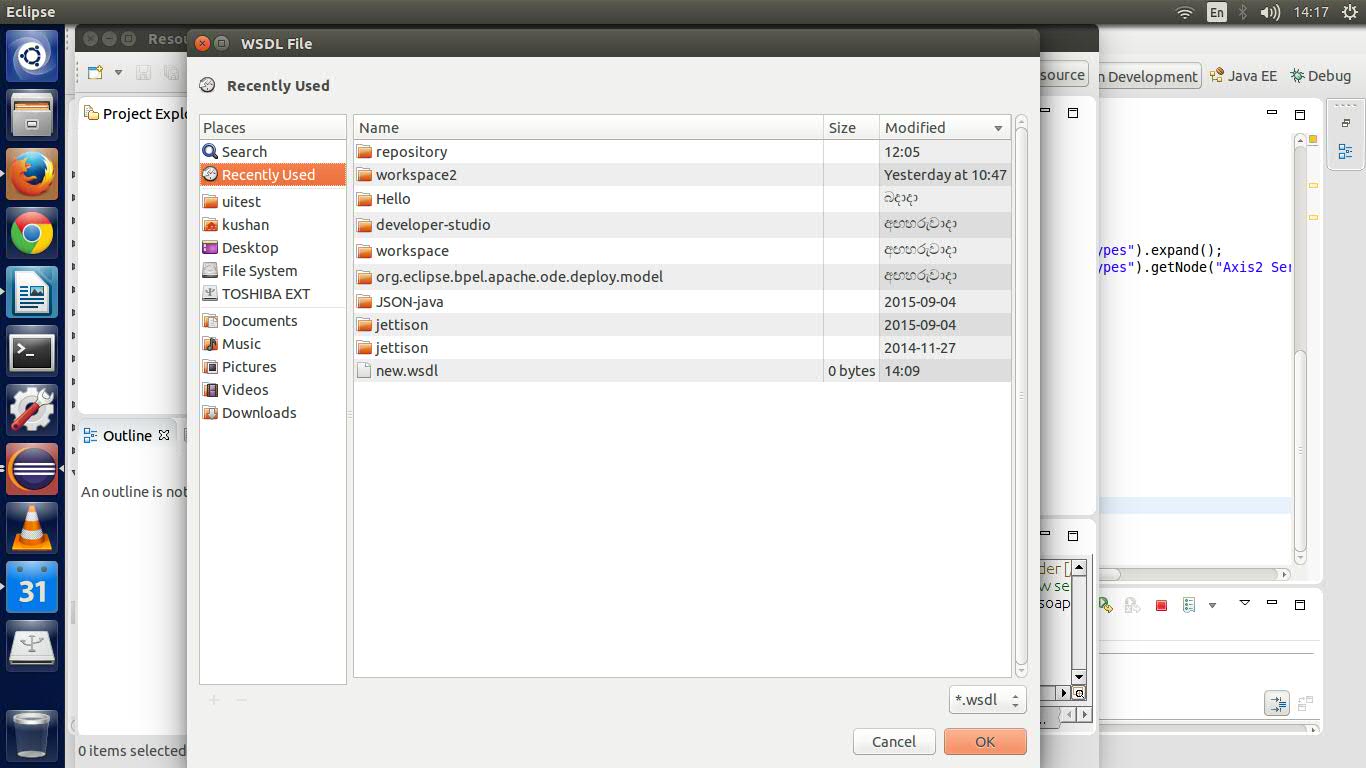 Eclipse
En
14:17
Resou
WSDL File
Recently Used
source
n Development
Java EE
Debug
Project Explo
Places
Search
Recently Used
uitest
kushan
Desktop
File System
TOSHIBA EXT
Documents
Music
Pictures
Videos
Downloads
Name Size Modified
repository 12:05
workspace2 Yesterday at 10:47
Hello බදාදා
developer-studio අඟහරුවාදා
workspace අඟහරුවාදා
org.eclipse.bpel.apache.ode.deploy.model අඟහරුවාදා
JSON-java 2015-09-04
jettison 2015-09-04
jettison 2014-11-27
new.wsdl 0 bytes 14:09
ypes").expand();
ypes").getNode("Axis2 Ser
Outline
An outline is not
31
der [
w se
soap
*.wsdl
Cancel
OK
0 items selected